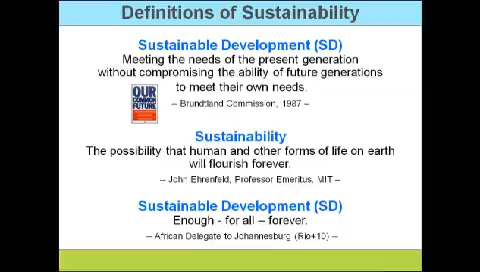 Definitions of Sustainability
Sustainable Development (SD)
Meeting the needs of the present generation
without compromising the ability of future generations
to meet their own needs.
OUR
COMMON
FUTURE
-- Brundtland Commission, 1987 --
Sustainability
The possibility that human and other forms of life on earth
will flourish forever.
-- John Ehrenfeld, Professor Emeritus, MIT --
Sustainable Development (SD)
Enough - for all – forever.
-- African Delegate to Johannesburg (Rio+10) --